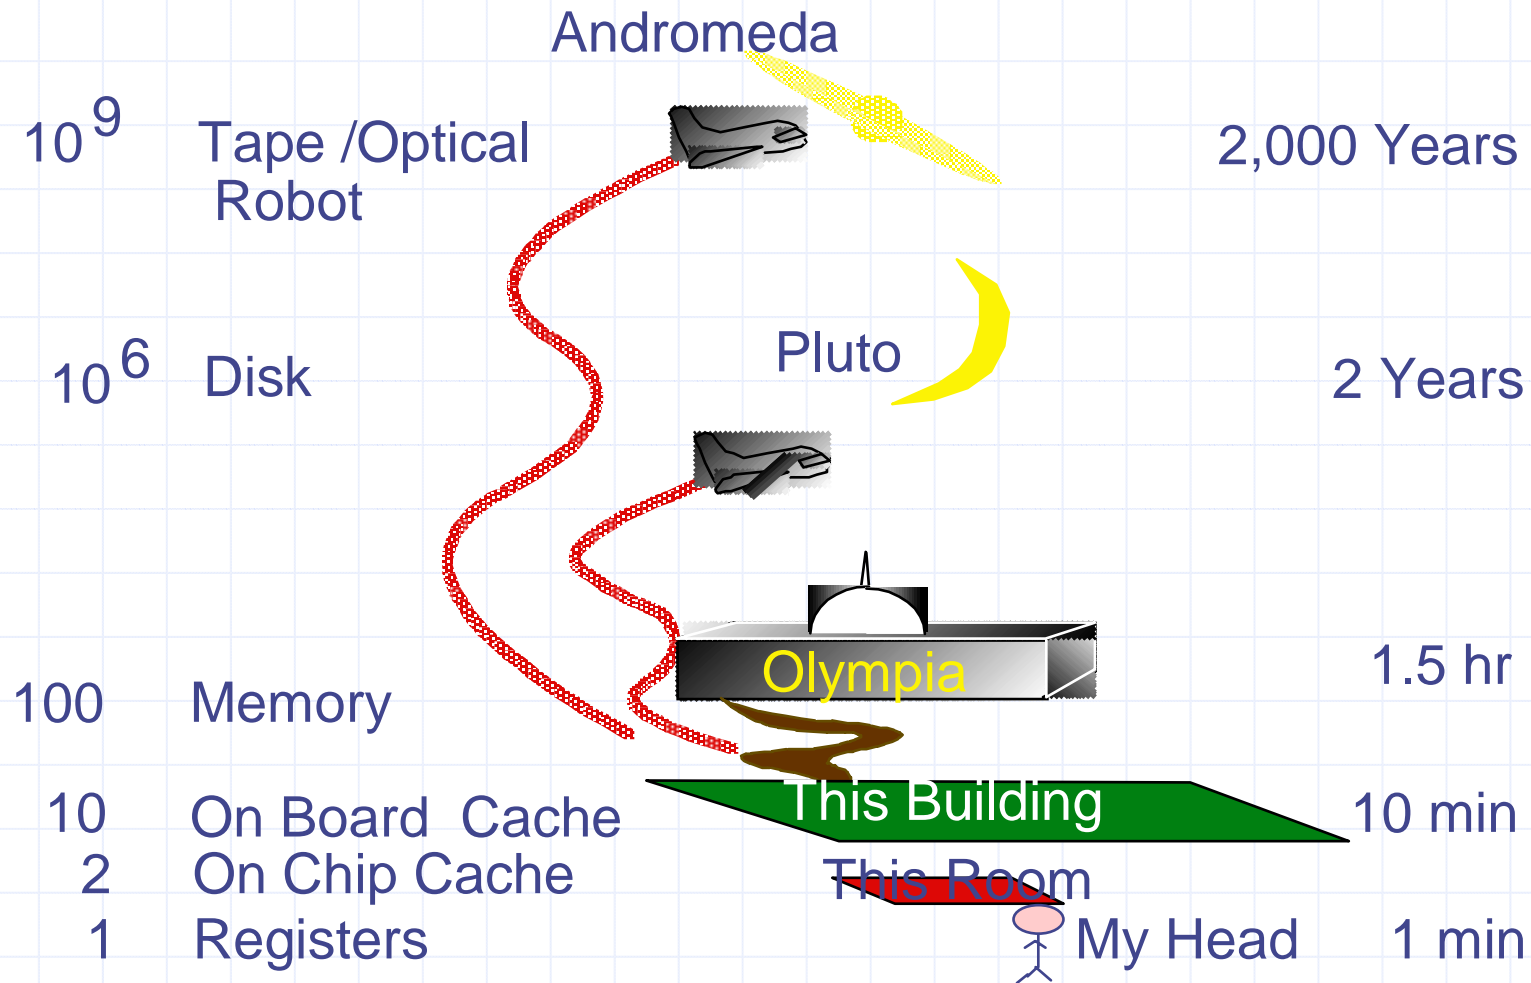 Andromeda
10^9 Tape /Optical Robot 2,000 Years
10^6 Disk Pluto 2 Years
Olympia 1.5 hr
100 Memory
This Building
10 On Board Cache 10 min
2 On Chip Cache This Room
1 Registers My Head 1 min